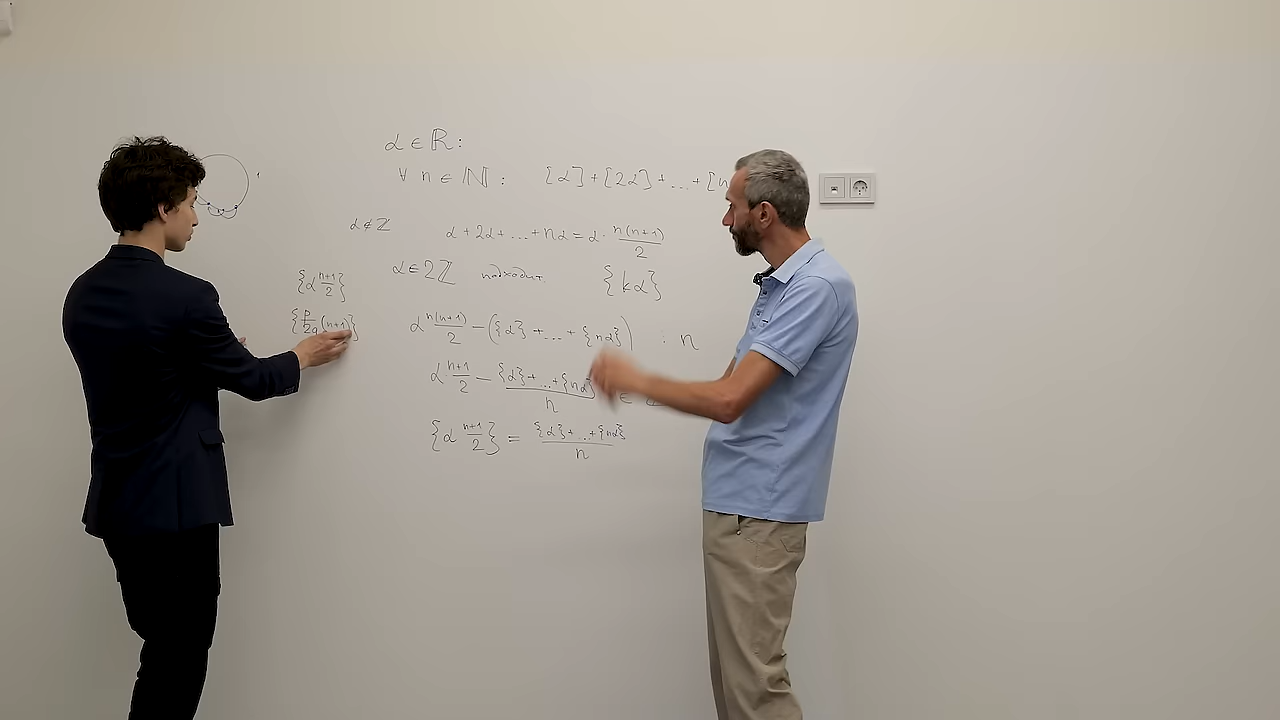 α ∈ ℝ:
∀ n ∈ ℕ: [α]+[2α]+...+[n
α ∉ ℤ
α+2α+...+nα=α·n(n+1)/2
α ∈ 2ℤ подходит. {kα}
{α n+1/2}
{p/2q(n+1)}
α n(n+1)/2 - ({α}+...+{nα}) ⋮ n
α n+1/2 - {α}+...+{nα}/n ∈
{α n+1/2} = {α}+...+{nα}/n